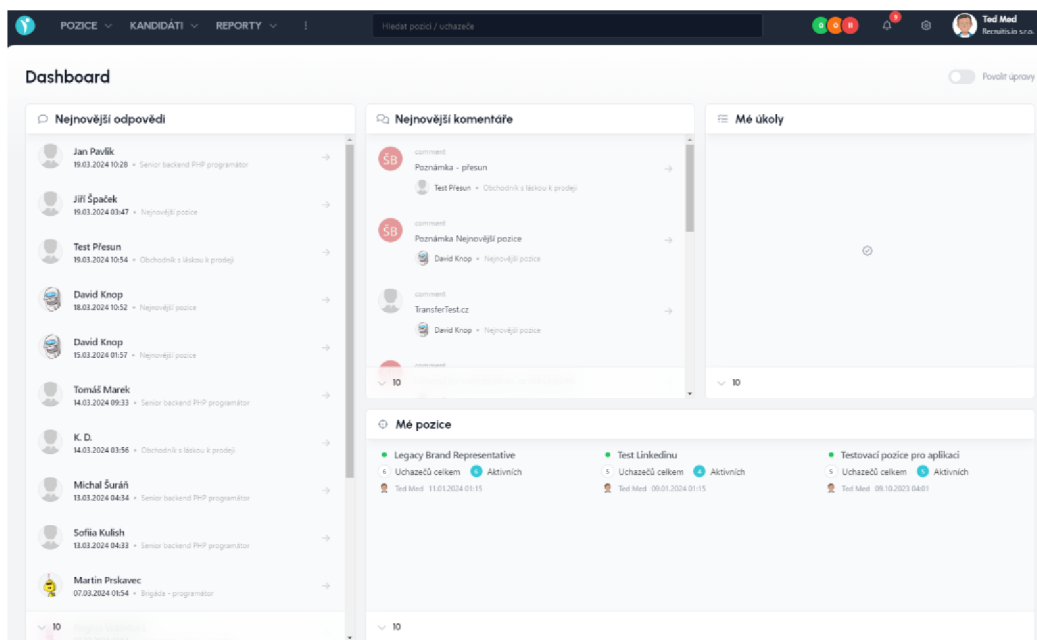 POZICE KANDIDÁTI REPORTY
Hledat pozici / uchazeče
9
Ted Med
Recruitis.io s.r.o.
Dashboard
Povolit úpravy
Nejnovější odpovědi
Jan Pavlík
19.03.2024 10:28 • Senior backend PHP programátor
Jiří Špaček
19.03.2024 03:47 • Nejnovější pozice
Test Přesun
19.03.2024 10:54 • Obchodník s láskou k prodeji
David Knop
18.03.2024 10:52 • Nejnovější pozice
David Knop
15.03.2024 01:57 • Nejnovější pozice
Tomáš Marek
14.03.2024 09:33 • Senior backend PHP programátor
K. D.
14.03.2024 03:56 • Obchodník s láskou k prodeji
Michal Šuráň
13.03.2024 04:34 • Senior backend PHP programátor
Sofiia Kulish
13.03.2024 04:33 • Senior backend PHP programátor
Martin Prskavec
07.03.2024 01:54 • Brigáda - programátor
10
Nejnovější komentáře
ŠB
comment
Poznámka - přesun
Test Přesun • Obchodník s láskou k prodeji
ŠB
comment
Poznámka Nejnovější pozice
David Knop • Nejnovější pozice
comment
TransferTest.cz
David Knop • Nejnovější pozice
comment
10
Mé úkoly
10
Mé pozice
Legacy Brand Representative
6 Uchazečů celkem 6 Aktivních
Ted Med 11.01.2024 01:15
Test Linkedinu
5 Uchazečů celkem 4 Aktivních
Ted Med 09.01.2024 01:15
Testovací pozice pro aplikaci
5 Uchazečů celkem 5 Aktivních
Ted Med 09.10.2023 04:01
10